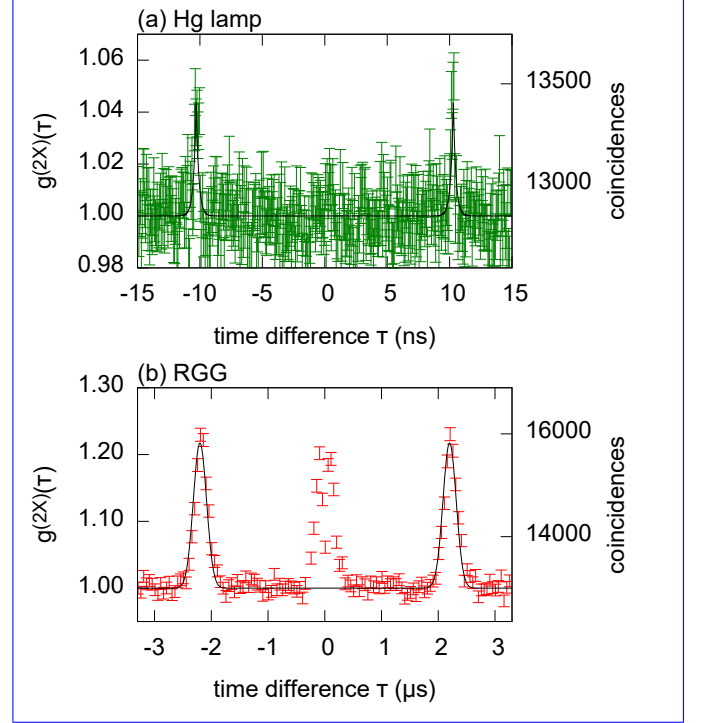 (a) Hg lamp
1.06
1.04
1.02
1.00
0.98
g(2X)(τ)
13500
13000
coincidences
-15 -10 -5 0 5 10 15
time difference τ (ns)
(b) RGG
1.30
1.20
1.10
1.00
g(2X)(τ)
16000
14000
coincidences
-3 -2 -1 0 1 2 3
time difference τ (μs)